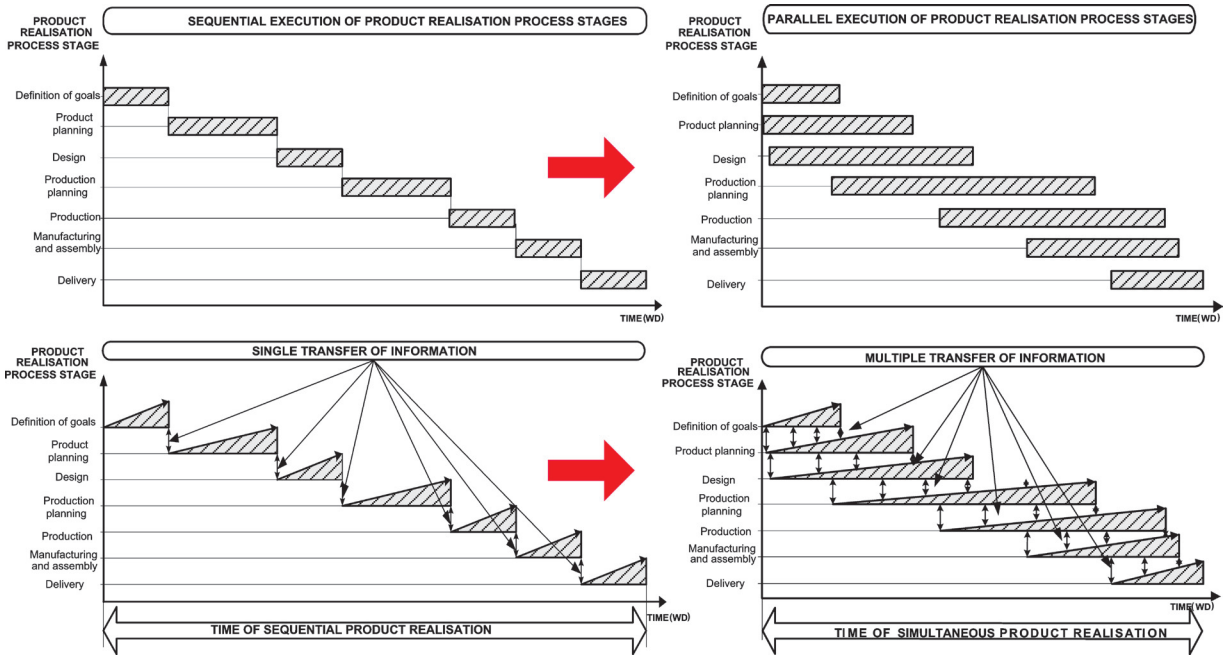 PRODUCT
REALISATION
PROCESS STAGE
SEQUENTIAL EXECUTION OF PRODUCT REALISATION PROCESS STAGES
Definition of goals
Product
planning
Design
Production
planning
Production
Manufacturing
and assembly
Delivery
TIME(WD)
PRODUCT
REALISATION
PROCESS STAGE
PARALLEL EXECUTION OF PRODUCT REALISATION PROCESS STAGES
Definition of goals
Product planning
Design
Production
planning
Production
Manufacturing
and assembly
Delivery
TIME(WD)
PRODUCT
REALISATION
PROCESS STAGE
SINGLE TRANSFER OF INFORMATION
Definition of goals
Product
planning
Design
Production
planning
Production
Manufacturing
and assembly
Delivery
TIME(WD)
TIME OF SEQUENTIAL PRODUCT REALISATION
PRODUCT
REALISATION
PROCESS STAGE
MULTIPLE TRANSFER OF INFORMATION
Definition of goals
Product planning
Design
Production
planning
Production
Manufacturing
and assembly
Delivery
TIME(WD)
TIME OF SIMULTANEOUS PRODUCT REALISATION